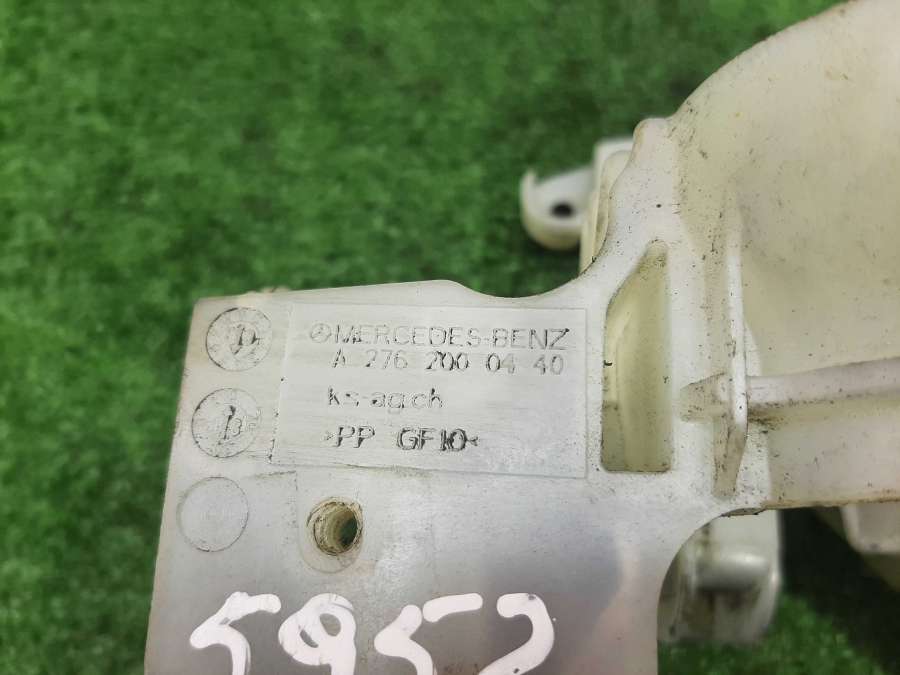 MERCEDES-BENZ
A 276 200 04 40
ks-ag ch
>PP GF10<
5952